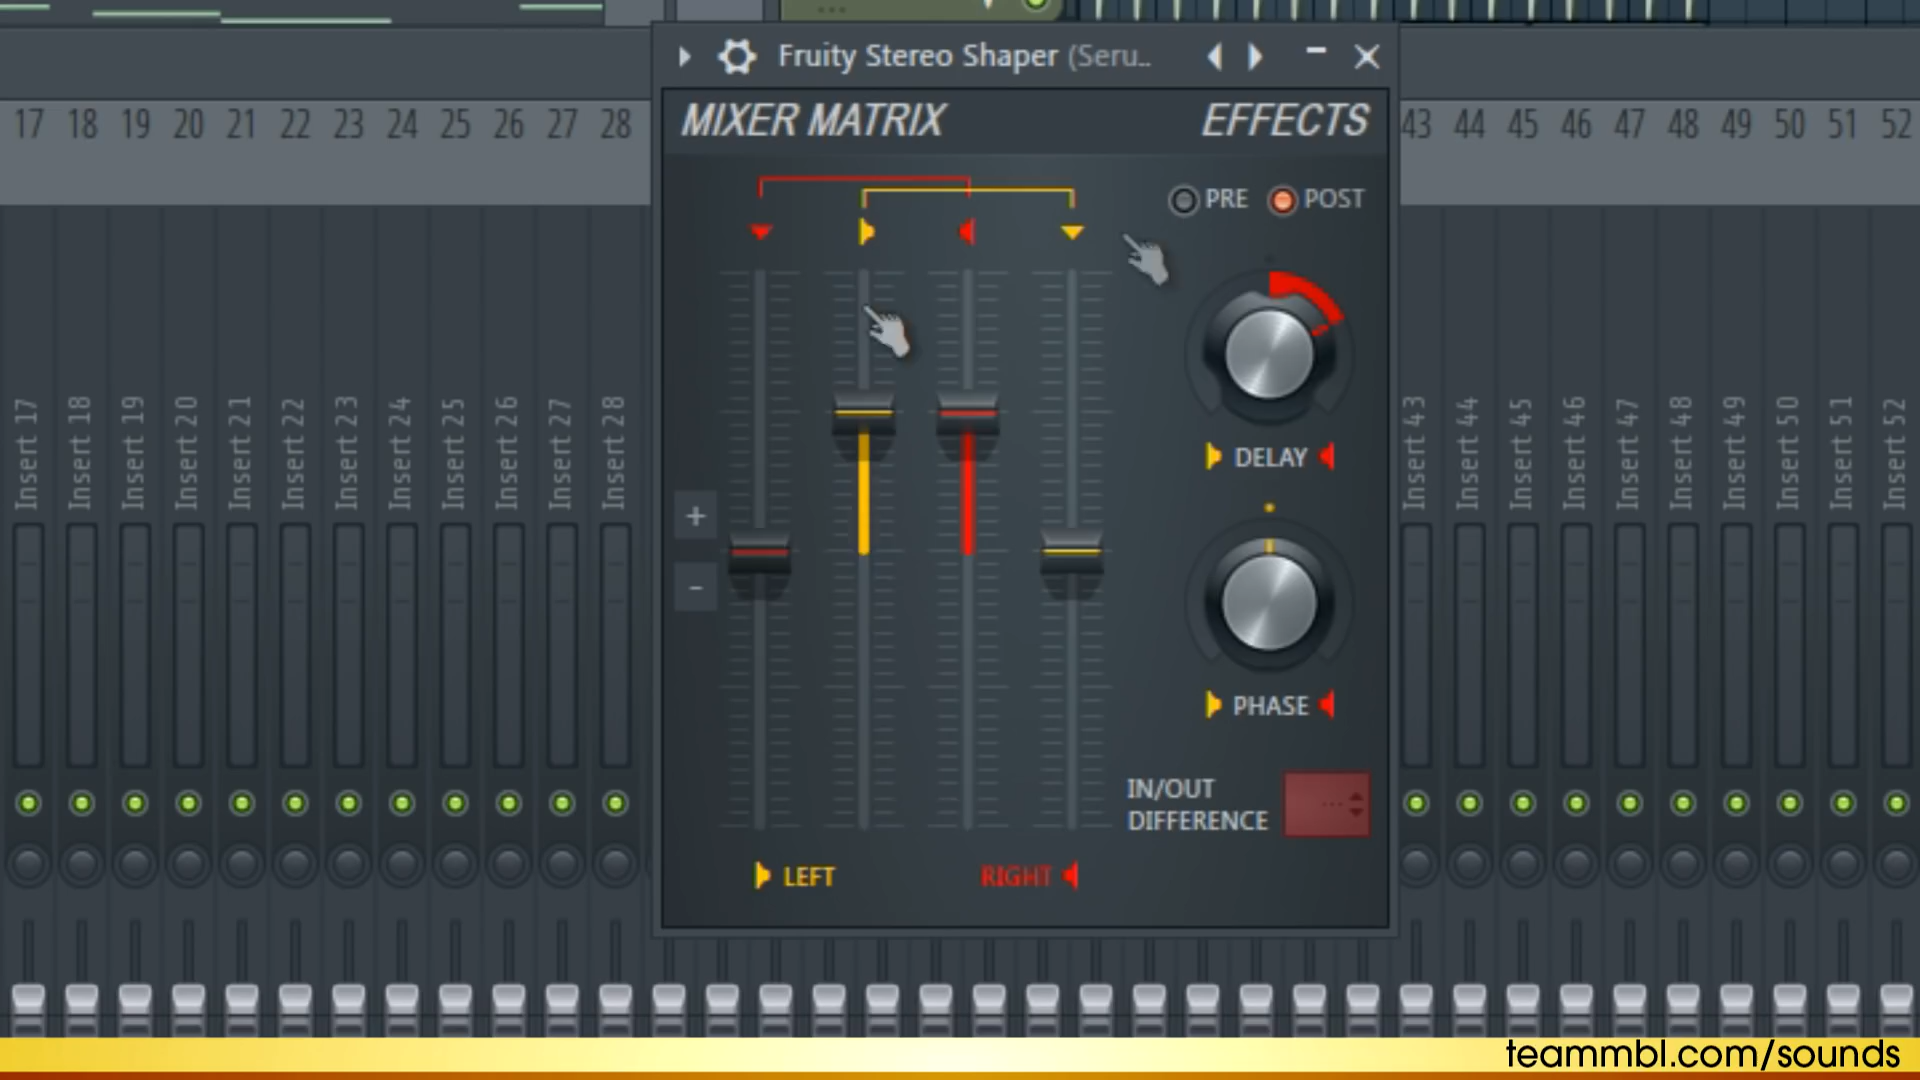 Fruity Stereo Shaper (Seru..
17 18 19 20 21 22 23 24 25 26 27 28
43 44 45 46 47 48 49 50 51 52
MIXER MATRIX
EFFECTS
PRE
POST
Insert 17
Insert 18
Insert 19
Insert 20
Insert 21
Insert 22
Insert 23
Insert 24
Insert 25
Insert 26
Insert 27
Insert 28
+
-
DELAY
PHASE
IN/OUT
DIFFERENCE
LEFT
RIGHT
Insert 43
Insert 44
Insert 45
Insert 46
Insert 47
Insert 48
Insert 49
Insert 50
Insert 51
Insert 52
teammbl.com/sounds